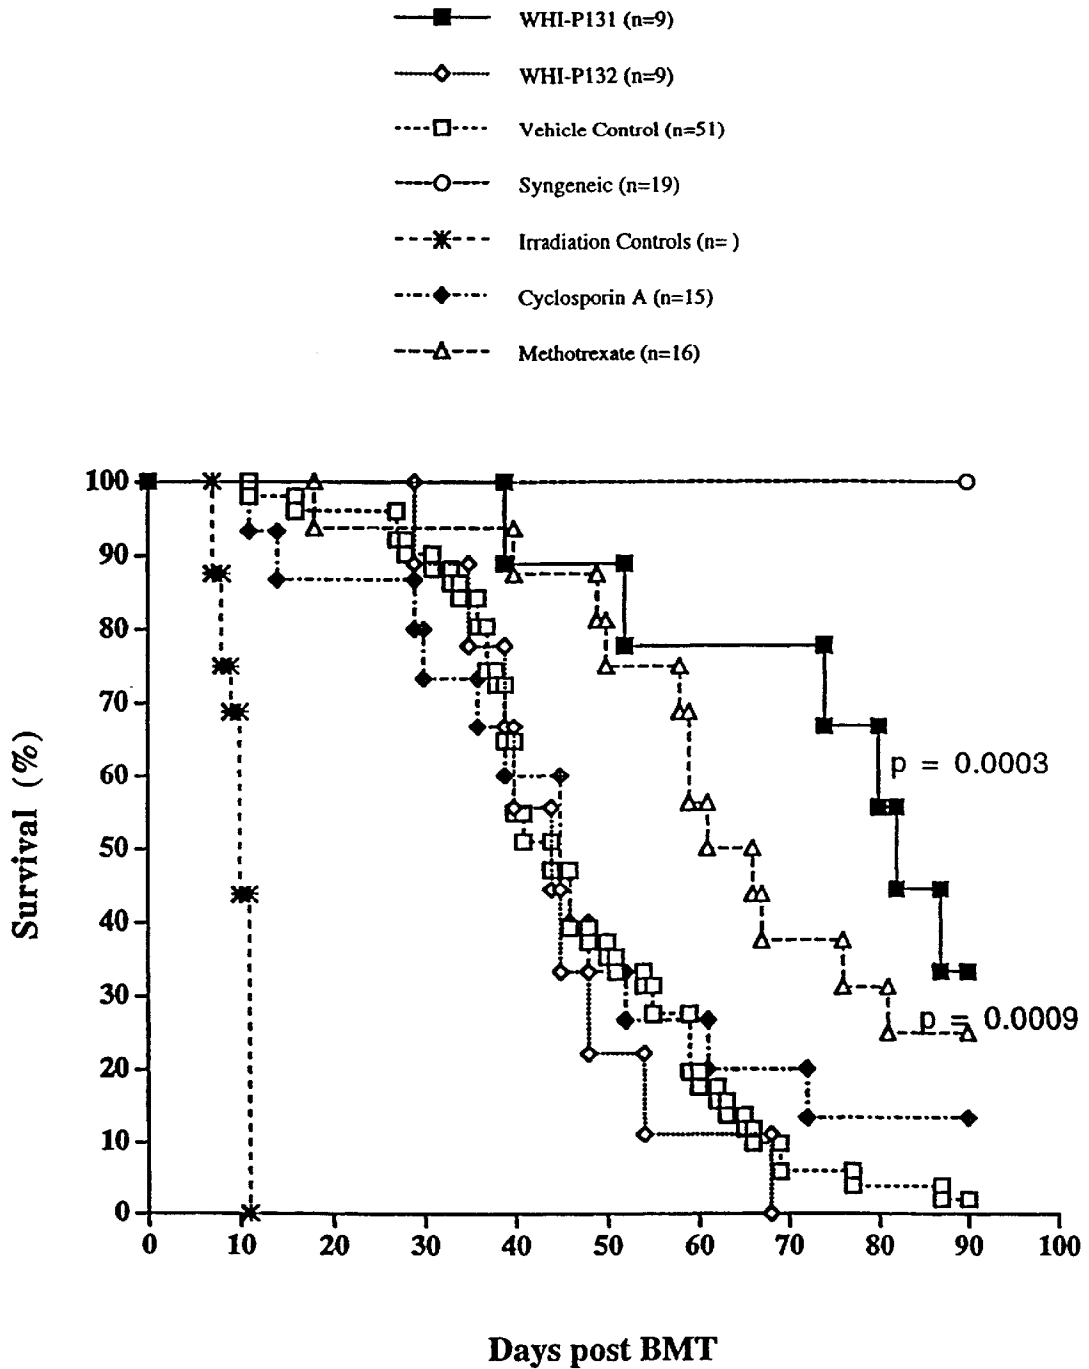 WHI-P131 (n=9)
WHI-P132 (n=9)
Vehicle Control (n=51)
Syngeneic (n=19)
Irradiation Controls (n= )
Cyclosporin A (n=15)
Methotrexate (n=16)
100
90
80
70
60
50
40
30
20
10
0
Survival (%)
p = 0.0003
p = 0.0009
0 10 20 30 40 50 60 70 80 90 100
Days post BMT